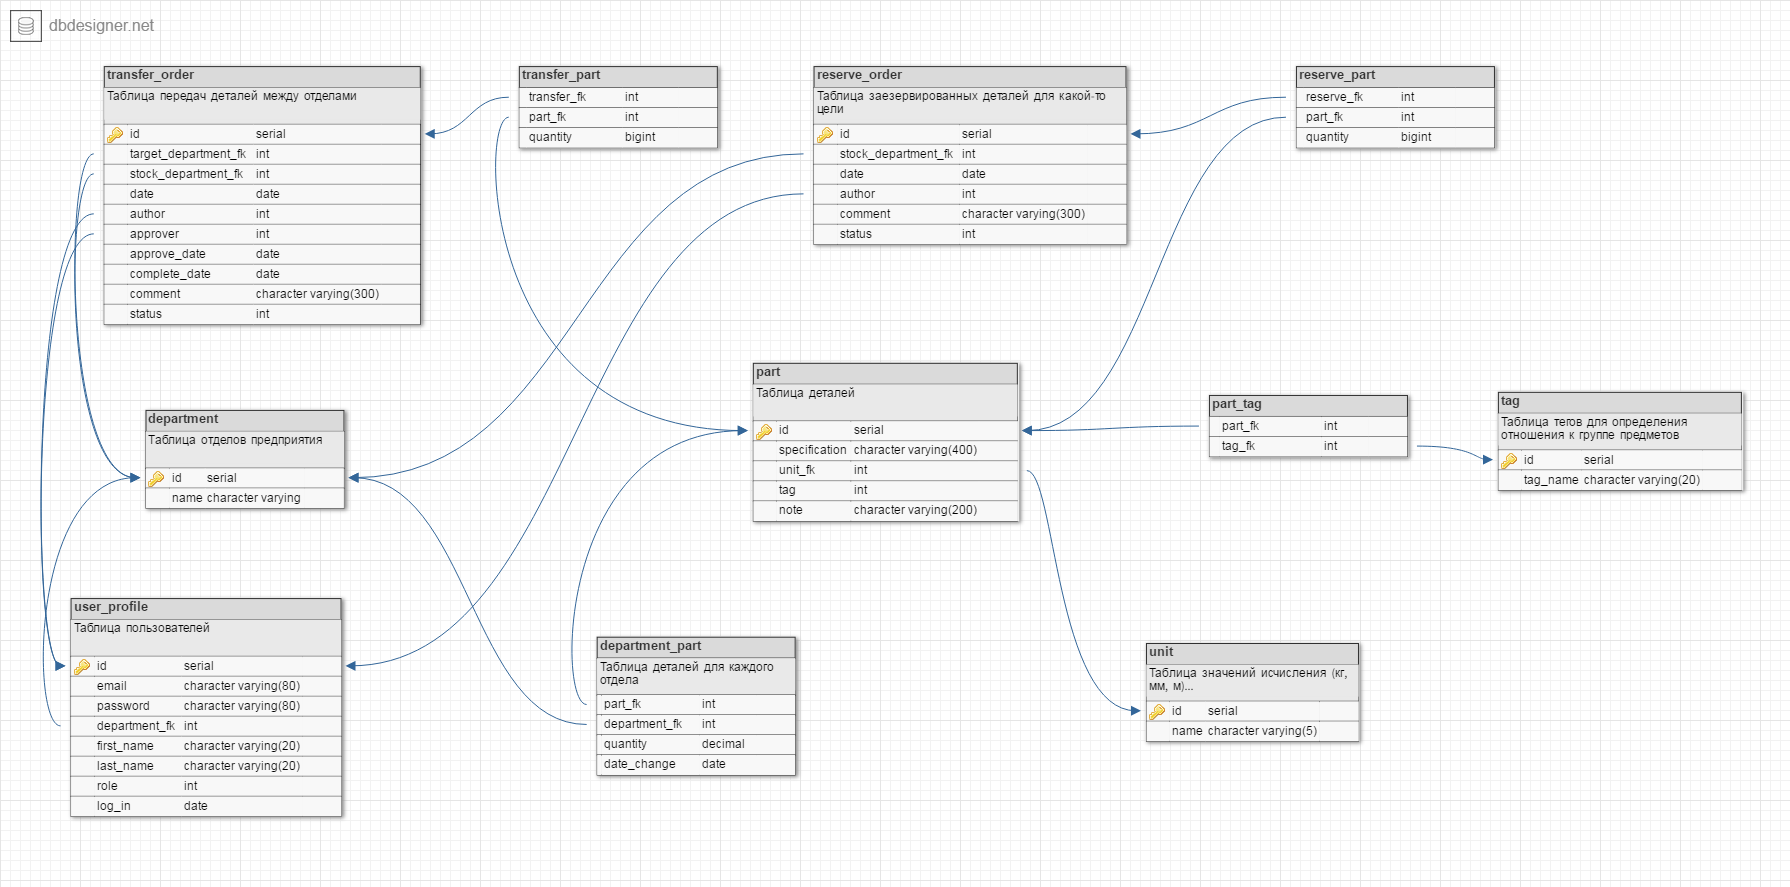 dbdesigner.net
transfer_order
Таблица передач деталей между отделами
id serial
target_department_fk int
stock_department_fk int
date date
author int
approver int
approve_date date
complete_date date
comment character varying(300)
status int
transfer_part
transfer_fk int
part_fk int
quantity bigint
reserve_order
Таблица заезервированных деталей для какой-то
цели
id serial
stock_department_fk int
date date
author int
comment character varying(300)
status int
reserve_part
reserve_fk int
part_fk int
quantity bigint
department
Таблица отделов предприятия
id serial
name character varying
part
Таблица деталей
id serial
specification character varying(400)
unit_fk int
tag int
note character varying(200)
part_tag
part_fk int
tag_fk int
tag
Таблица тегов для определения
отношения к группе предметов
id serial
tag_name character varying(20)
user_profile
Таблица пользователей
id serial
email character varying(80)
password character varying(80)
department_fk int
first_name character varying(20)
last_name character varying(20)
role int
log_in date
department_part
Таблица деталей для каждого
отдела
part_fk int
department_fk int
quantity decimal
date_change date
unit
Таблица значений исчисления (кг,
мм, м)...
id serial
name character varying(5)